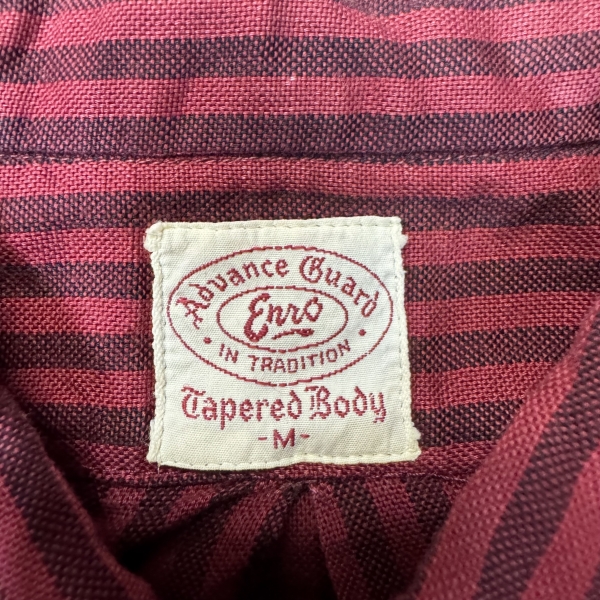 Advance Guard
Enro
· IN TRADITION ·
Tapered Body
-M-